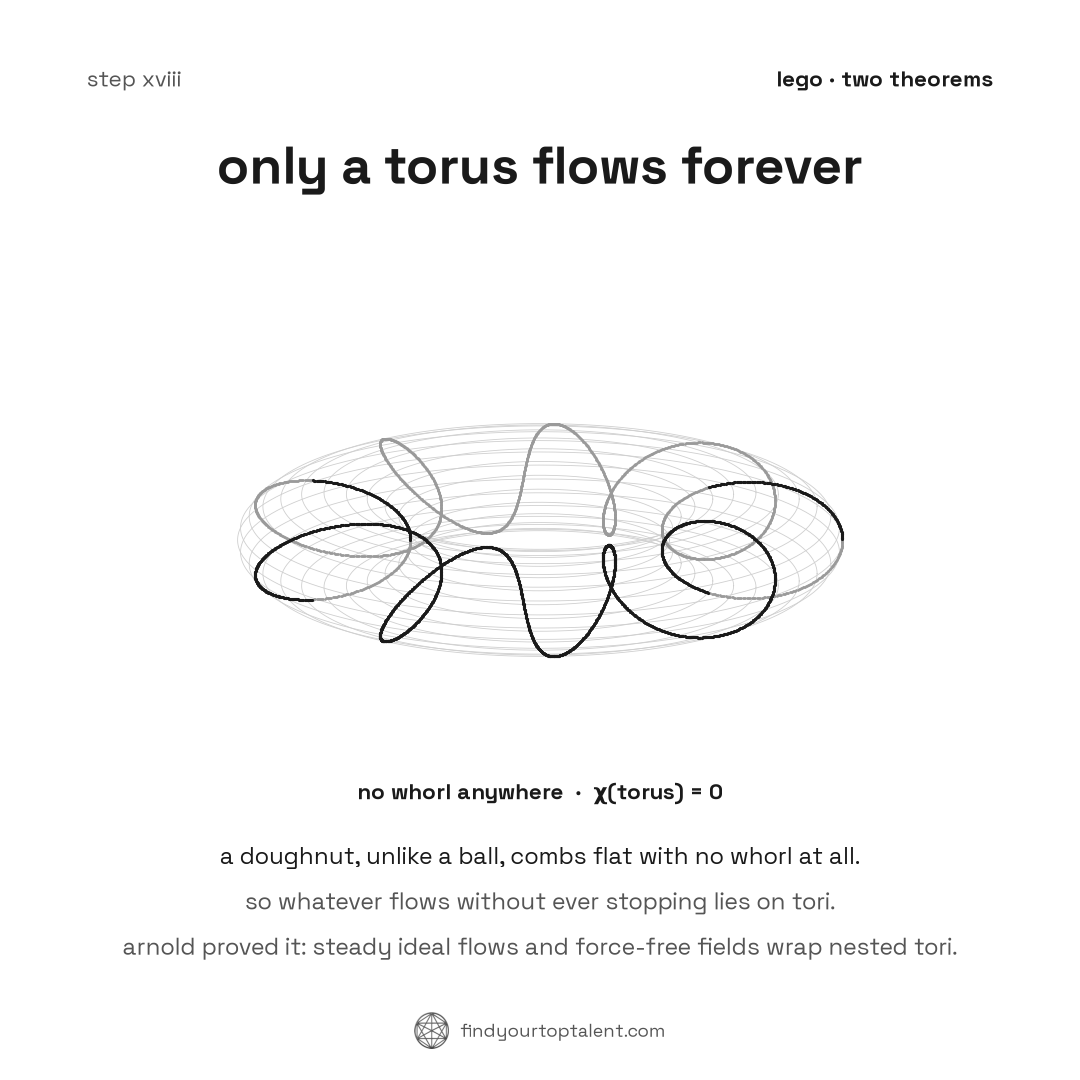 step xviii
lego · two theorems
only a torus flows forever
no whorl anywhere · χ(torus) = 0
a doughnut, unlike a ball, combs flat with no whorl at all.
so whatever flows without ever stopping lies on tori.
arnold proved it: steady ideal flows and force-free fields wrap nested tori.
findyourtoptalent.com